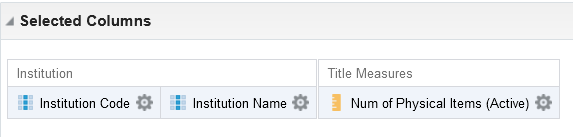 Selected Columns
Institution
Title Measures
Institution Code
Institution Name
Num of Physical Items (Active)